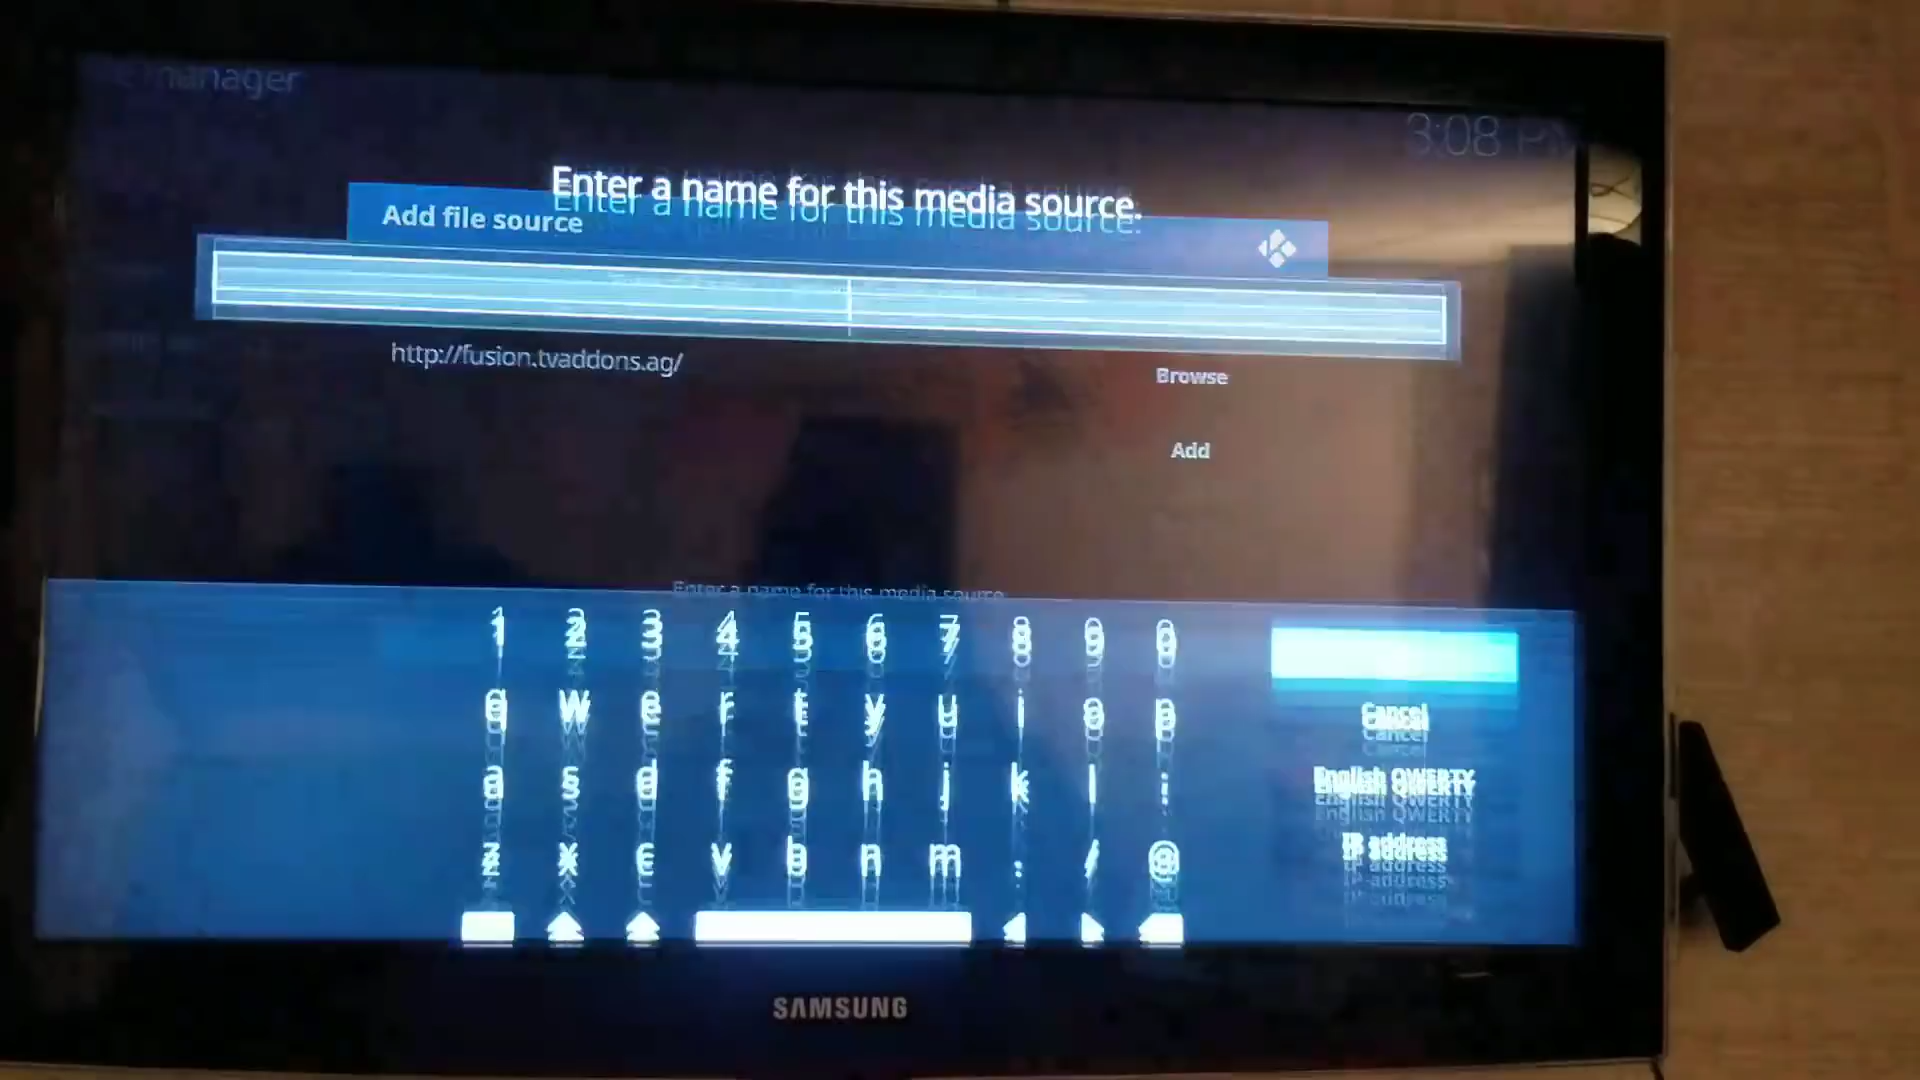 manager
3:08 P
Enter a name for this media source.
Add file source
http://fusion.tvaddons.ag/
Browse
Add
Enter a name for this media source
1 2 3 4 5 6 7 8 9 0
q w e r t y u i o p
Cancel
a s d f g h j k l :
English QWERTY
z x c v b n m . / @
IP address
SAMSUNG